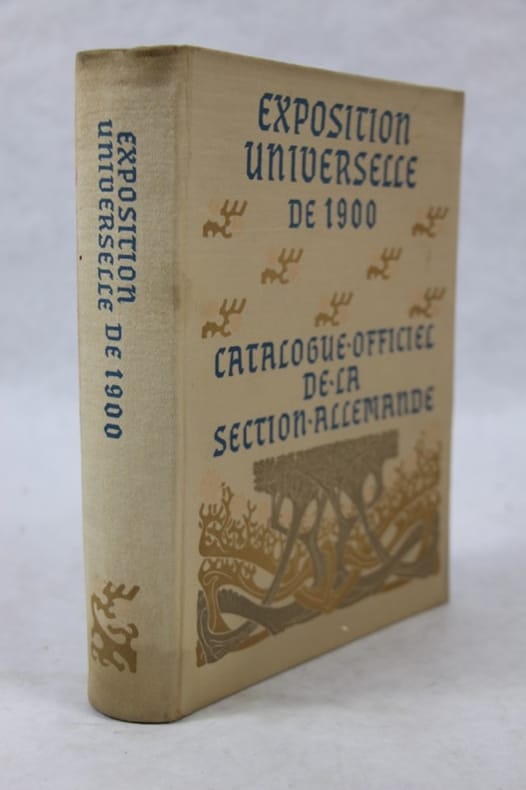 EXPOSITION
UNIVERSELLE
DE 1900
CATALOGUE·OFFICIEL
DE·LA
SECTION·ALLEMANDE
EXPOSITION
UNIVERSELLE DE 1900